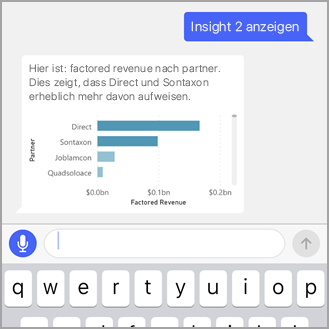 Insight 2 anzeigen
Hier ist: factored revenue nach partner.
Dies zeigt, dass Direct und Sontaxon
erheblich mehr davon aufweisen.
Partner
Direct
Sontaxon
Joblamcon
Quadsoloace
$0.0bn $0.1bn $0.2bn
Factored Revenue
q w e r t y u i o p